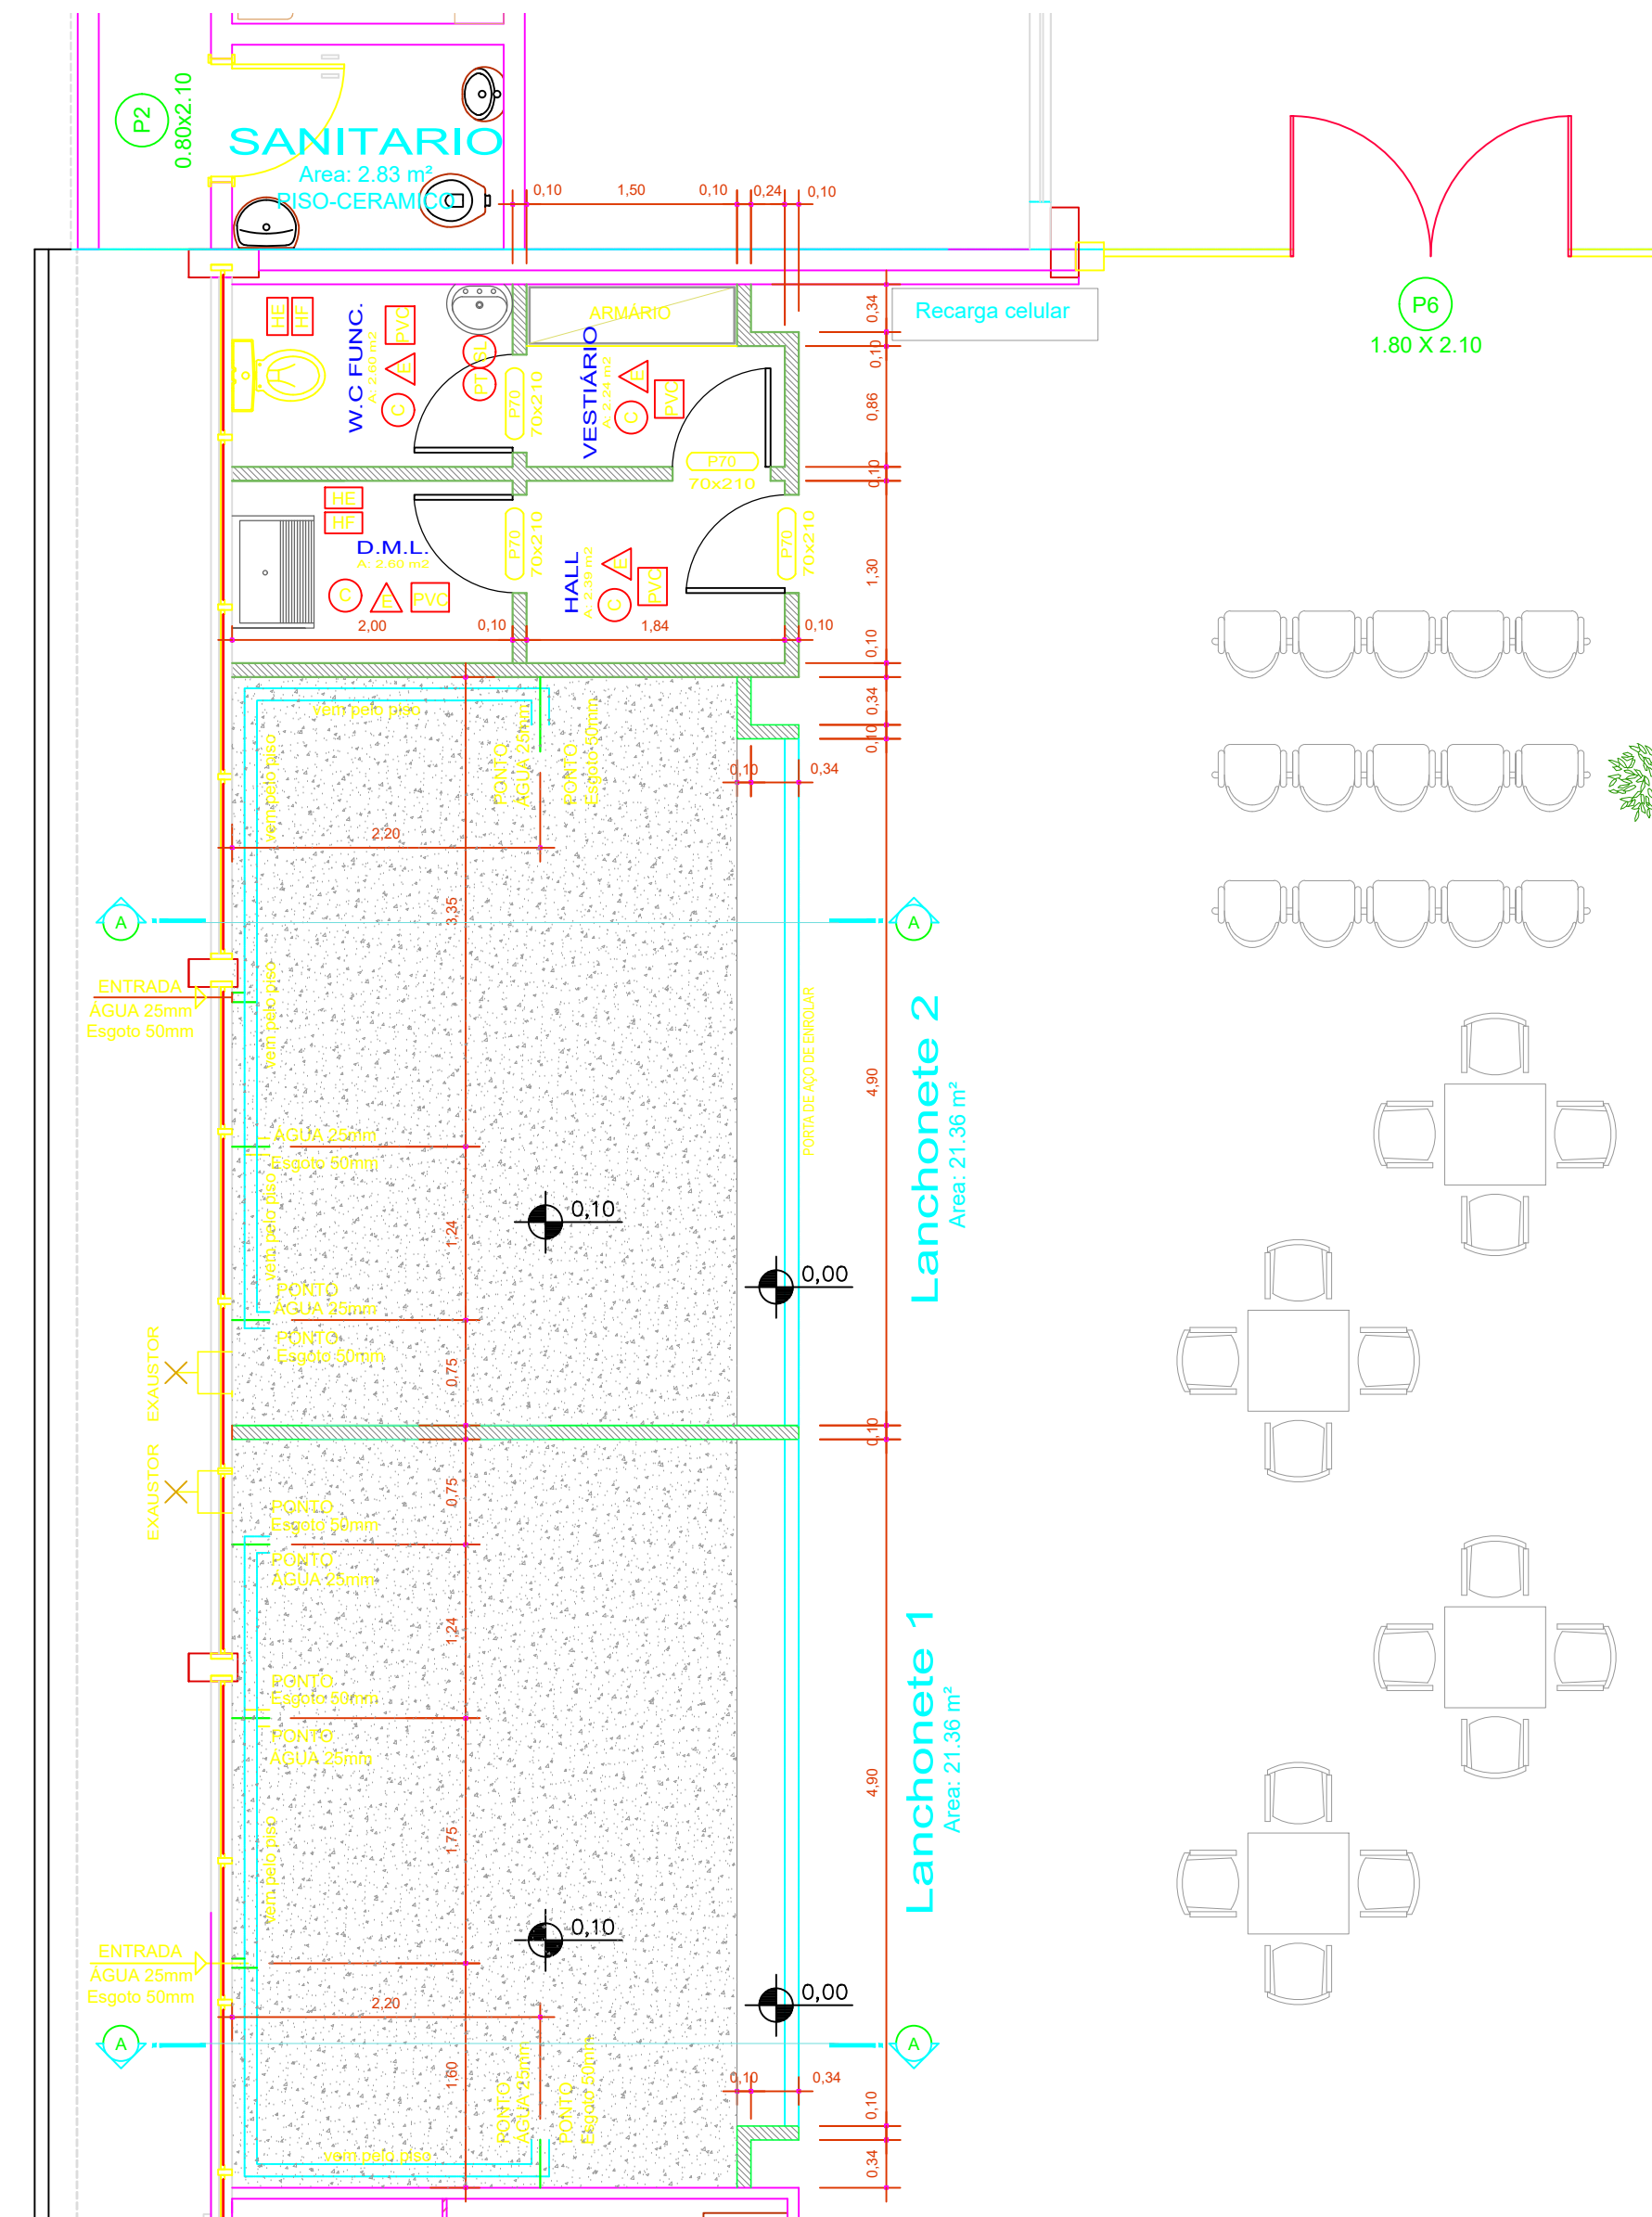 P2
0.80x2.10
SANITARIO
Area: 2.83 m²
PISO-CERAMICO
0,10
1,50
0,10
0,24
0,10
P6
1.80 X 2.10
Recarga celular
ARMÁRIO
HE
HF
W.C FUNC.
A: 2.60 m2
PVC
E
C
SL
PT
P70
70x210
VESTIÁRIO
A: 2.24 m2
E
C
PVC
P70
70x210
0,34
0,10
0,86
0,10
HE
HF
D.M.L.
A: 2.60 m2
C
E
PVC
P70
70x210
HALL
A: 2.39 m2
E
C
PVC
P70
70x210
1,30
0,10
2,00
0,10
1,84
0,10
0,34
0,10
vem pelo piso
vem pelo piso
PONTO
ÁGUA 25mm
PONTO
Esgoto 50mm
0,10
0,34
2,20
3,35
A
A
ENTRADA
ÁGUA 25mm
Esgoto 50mm
vem pelo piso
PORTA DE AÇO DE ENROLAR
4,90
Lanchonete 2
Area: 21.36 m²
ÁGUA 25mm
Esgoto 50mm
vem pelo piso
1,24
0,10
0,00
PONTO
ÁGUA 25mm
PONTO
Esgoto 50mm
EXAUSTOR
0,75
0,10
EXAUSTOR
0,75
PONTO
Esgoto 50mm
PONTO
ÁGUA 25mm
1,24
PONTO
Esgoto 50mm
PONTO
ÁGUA 25mm
4,90
Lanchonete 1
Area: 21.36 m²
vem pelo piso
1,75
0,10
ENTRADA
ÁGUA 25mm
Esgoto 50mm
2,20
0,00
A
A
1,60
PONTO
ÁGUA 25mm
PONTO
Esgoto 50mm
0,10
0,34
0,10
vem pelo piso
0,34